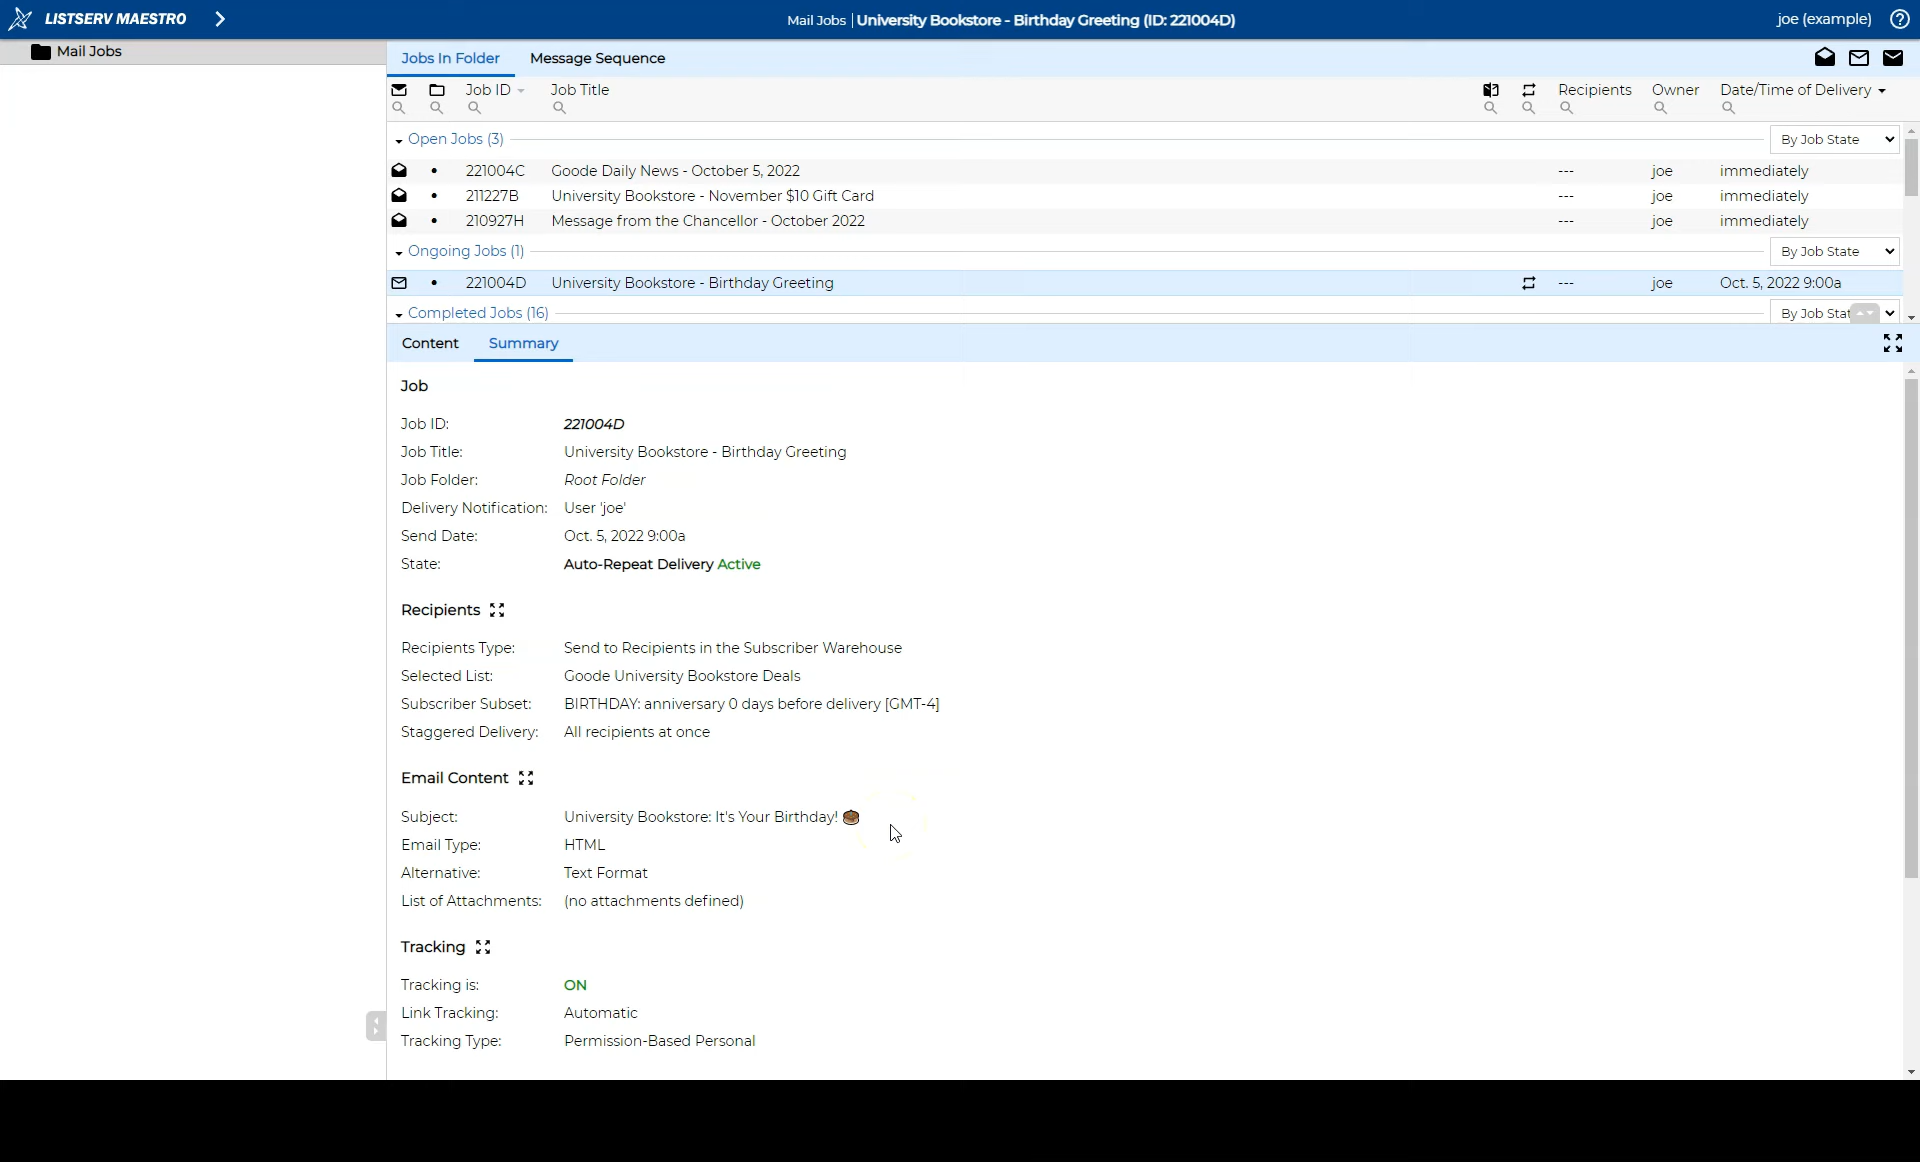 LISTSERV MAESTRO
Mail Jobs | University Bookstore - Birthday Greeting (ID: 221004D)
joe (example)
Mail Jobs
Jobs In Folder Message Sequence
Job ID Job Title Recipients Owner Date/Time of Delivery
Open Jobs (3) By Job State
221004C Goode Daily News - October 5, 2022 --- joe immediately
211227B University Bookstore - November $10 Gift Card --- joe immediately
210927H Message from the Chancellor - October 2022 --- joe immediately
Ongoing Jobs (1) By Job State
221004D University Bookstore - Birthday Greeting --- joe Oct. 5, 2022 9:00a
Completed Jobs (16) By Job Stat
Content Summary
Job
Job ID: 221004D
Job Title: University Bookstore - Birthday Greeting
Job Folder: Root Folder
Delivery Notification: User 'joe'
Send Date: Oct. 5, 2022 9:00a
State: Auto-Repeat Delivery Active
Recipients
Recipients Type: Send to Recipients in the Subscriber Warehouse
Selected List: Goode University Bookstore Deals
Subscriber Subset: BIRTHDAY: anniversary 0 days before delivery [GMT-4]
Staggered Delivery: All recipients at once
Email Content
Subject: University Bookstore: It's Your Birthday!
Email Type: HTML
Alternative: Text Format
List of Attachments: (no attachments defined)
Tracking
Tracking is: ON
Link Tracking: Automatic
Tracking Type: Permission-Based Personal